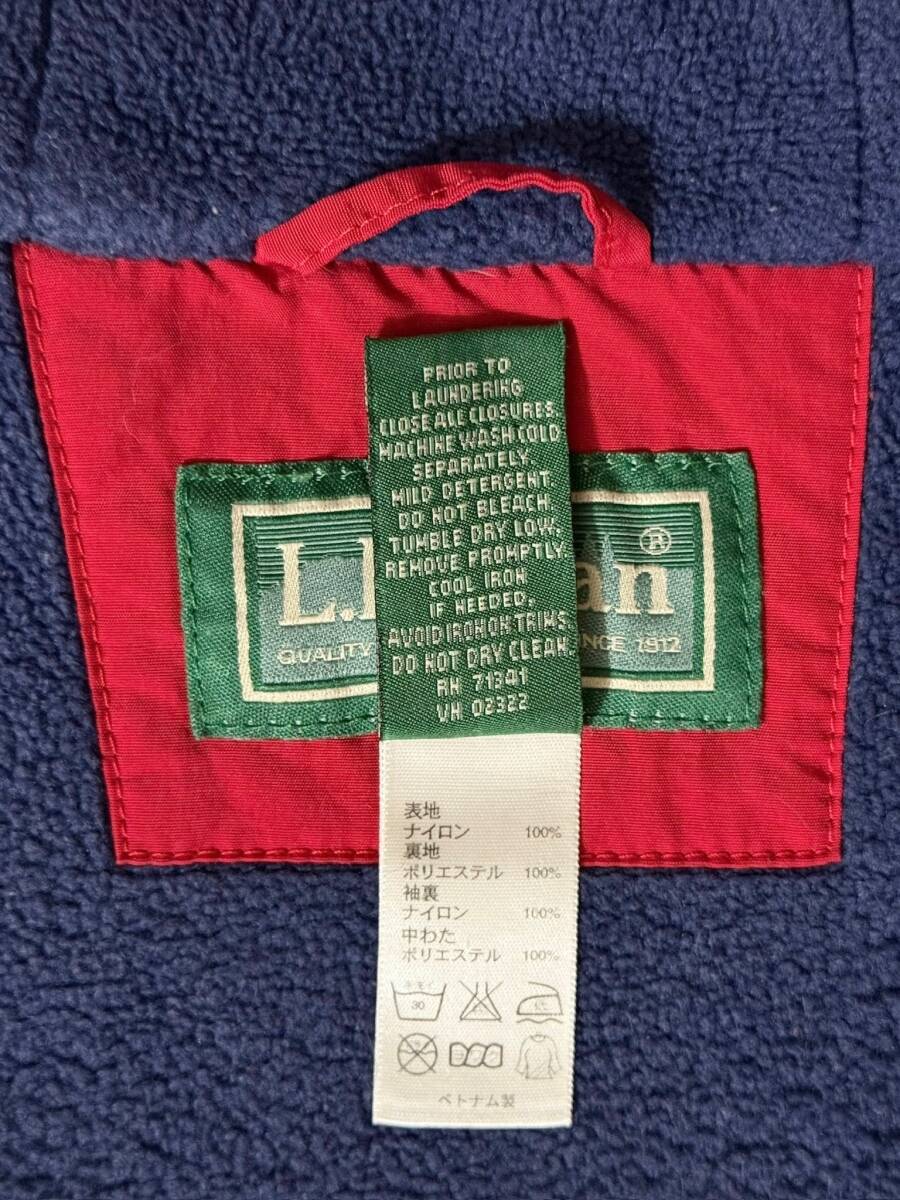 PRIOR TO
LAUNDERING
CLOSE ALL CLOSURES.
MACHINE WASH COLD
SEPARATELY.
MILD DETERGENT.
DO NOT BLEACH.
TUMBLE DRY LOW.
REMOVE PROMPTLY.
COOL IRON
IF NEEDED.
AVOID IRON ON TRIMS.
DO NOT DRY CLEAN.
RN 71341
VH 02322
L.
an®
QUALITY
1912
表地
ナイロン 100%
裏地
ポリエステル 100%
袖裏
ナイロン 100%
中わた
ポリエステル 100%
30
ベトナム製